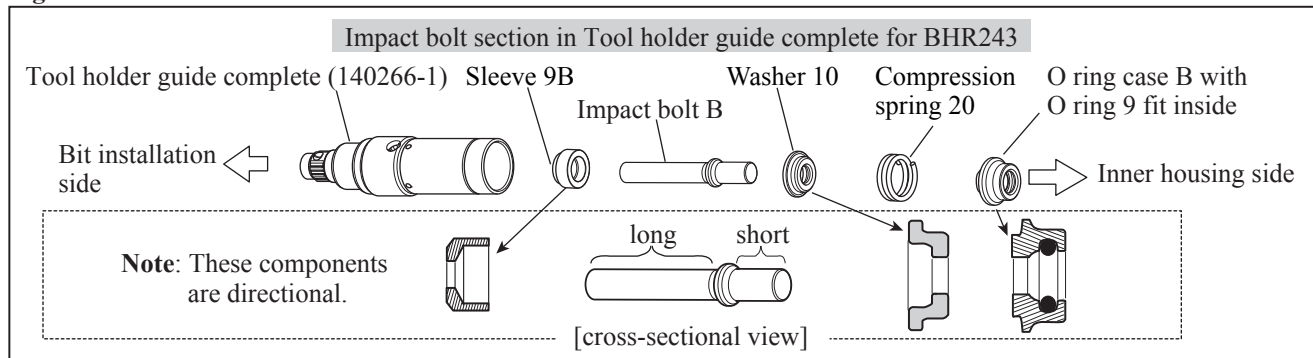 Impact bolt section in Tool holder guide complete for BHR243
Tool holder guide complete (140266-1)
Sleeve 9B
Impact bolt B
Washer 10
Compression
spring 20
O ring case B with
O ring 9 fit inside
Bit installation
side
Inner housing side
Note: These components
are directional.
long
short
[cross-sectional view]